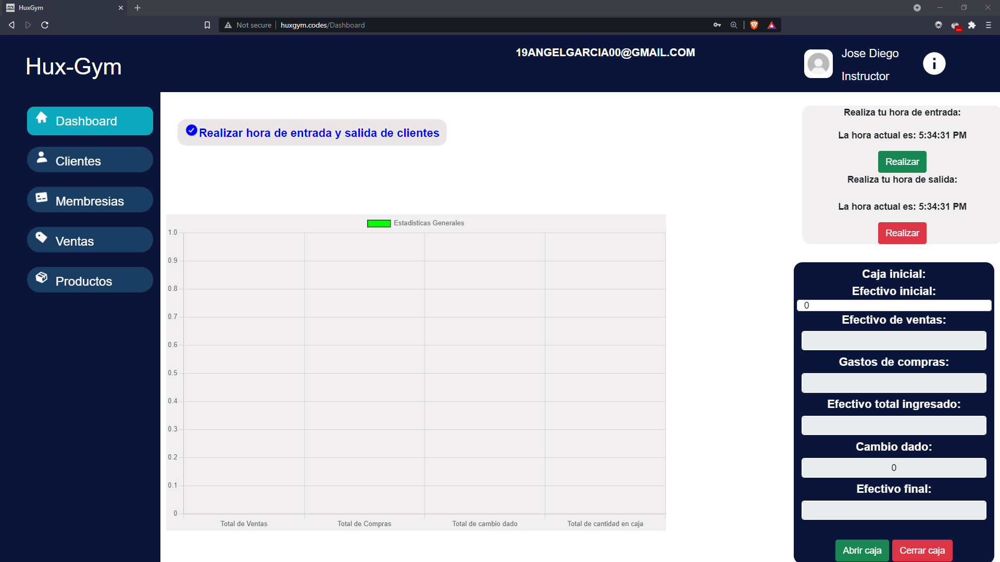 HuxGym
Not secure
huxgym.codes/Dashboard
Hux-Gym
19ANGELGARCIA00@GMAIL.COM
Jose Diego
Instructor
Dashboard
Clientes
Membresias
Ventas
Productos
Realizar hora de entrada y salida de clientes
Estadisticas Generales
1.0
0.9
0.8
0.7
0.6
0.5
0.4
0.3
0.2
0.1
0
Total de Ventas
Total de Compras
Total de cambio dado
Total de cantidad en caja
Realiza tu hora de entrada:
La hora actual es: 5:34:31 PM
Realizar
Realiza tu hora de salida:
La hora actual es: 5:34:31 PM
Realizar
Caja inicial:
Efectivo inicial:
0
Efectivo de ventas:
Gastos de compras:
Efectivo total ingresado:
Cambio dado:
0
Efectivo final:
Abrir caja
Cerrar caja